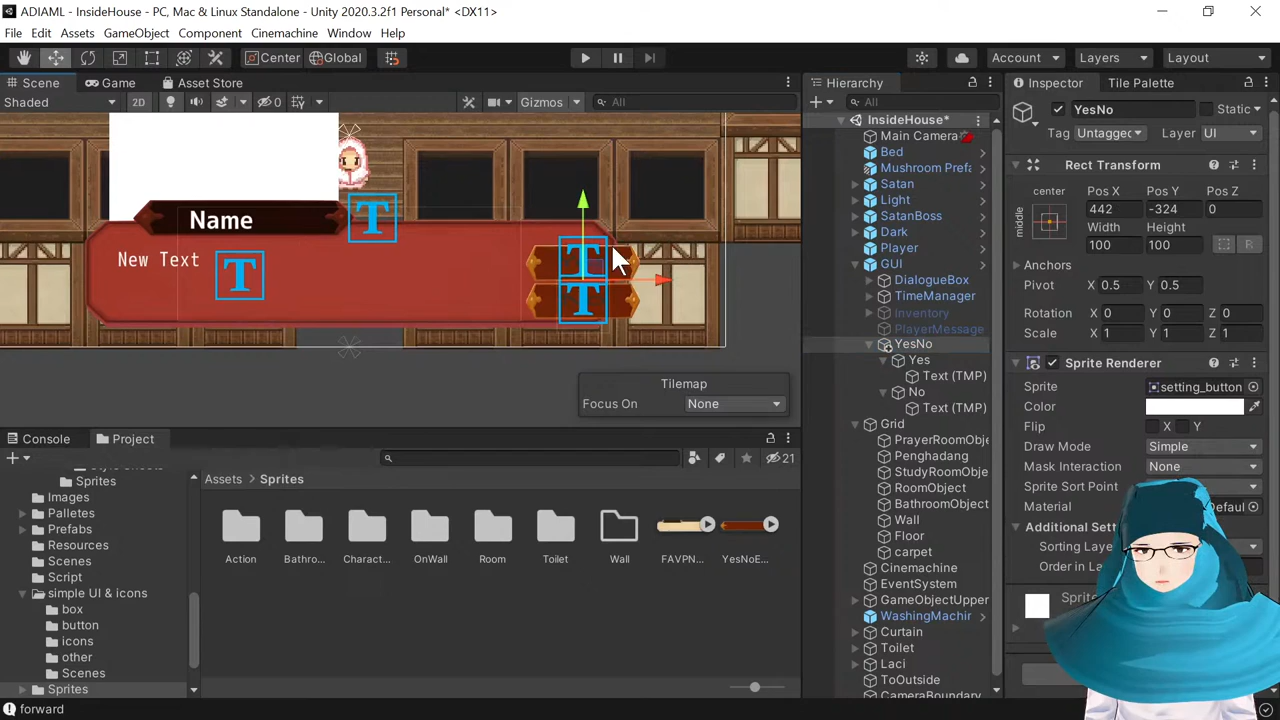 ADIAML - InsideHouse - PC, Mac & Linux Standalone - Unity 2020.3.2f1 Personal* <DX11>
File Edit Assets GameObject Component Cinemachine Window Help
Center Global Account Layers Layout
Scene Game Asset Store
Shaded 2D 0 Gizmos All
Name
New Text
T
T
T
T
Tilemap
Focus On None
Hierarchy
All
InsideHouse*
Main Camera
Bed
Mushroom Prefa
Satan
Light
SatanBoss
Dark
Player
GUI
DialogueBox
TimeManager
inventory
PlayerMessage
YesNo
Yes
Text (TMP)
No
Text (TMP)
Grid
PrayerRoomObje
Penghadang
StudyRoomObje
RoomObject
BathroomObject
Wall
Floor
carpet
Cinemachine
EventSystem
GameObjectUpper
WashingMachin
Curtain
Toilet
Laci
ToOutside
CameraBoundary
Inspector Tile Palette
YesNo Static
Tag Untagged Layer UI
Rect Transform
center Pos X Pos Y Pos Z
middle 442 -324 0
Width Height
100 100 R
Anchors
Pivot X 0.5 Y 0.5
Rotation X 0 Y 0 Z 0
Scale X 1 Y 1 Z 1
Sprite Renderer
Sprite setting_button
Color
Flip X Y
Draw Mode Simple
Mask Interaction None
Sprite Sort Point
Material Defaul
Additional Sett
Sorting Laye
Order in La
Sprit
Console Project
21
Assets Sprites
Sprites
Images
Palletes
Prefabs
Resources
Scenes
Script
simple UI & icons
box
button
icons
other
Scenes
Sprites
Action Bathro... Charact... OnWall Room Toilet Wall FAVPN... YesNoE...
forward